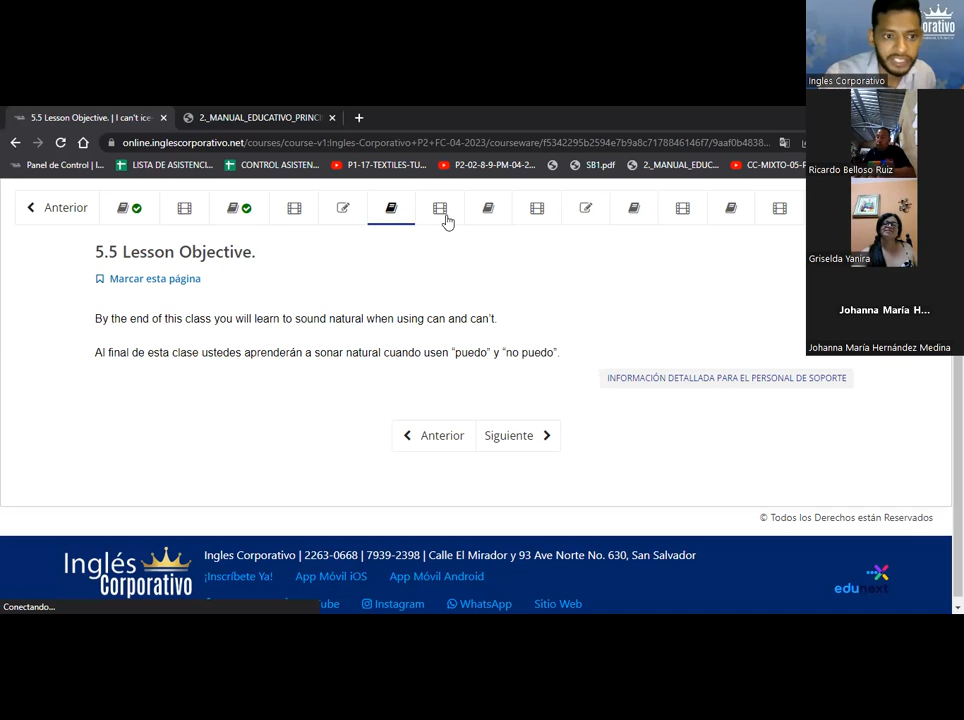 orativo
Ingles Corporativo
5.5 Lesson Objective. | I can't ice
2._MANUAL_EDUCATIVO_PRINCI
online.inglescorporativo.net/courses/course-v1:Ingles-Corporativo+P2+FC-04-2023/courseware/f5342295b2594e7b9a8c7178846146f7/9aaf0b4838...
Panel de Control | I...
LISTA DE ASISTENCI...
CONTROL ASISTEN...
P1-17-TEXTILES-TU...
P2-02-8-9-PM-04-2...
SB1.pdf
2._MANUAL_EDUC...
CC-MIXTO-05-F
Ricardo Belloso Ruiz
Anterior
5.5 Lesson Objective.
Marcar esta página
Griselda Yanira
By the end of this class you will learn to sound natural when using can and can't.
Johanna María H...
Johanna María Hernández Medina
Al final de esta clase ustedes aprenderán a sonar natural cuando usen “puedo” y “no puedo”.
INFORMACIÓN DETALLADA PARA EL PERSONAL DE SOPORTE
Anterior
Siguiente
© Todos los Derechos están Reservados
Inglés
Corporativo
Ingles Corporativo | 2263-0668 | 7939-2398 | Calle El Mirador y 93 Ave Norte No. 630, San Salvador
¡Inscríbete Ya!
App Móvil iOS
App Móvil Android
edunext
Conectando...
ube
Instagram
WhatsApp
Sitio Web